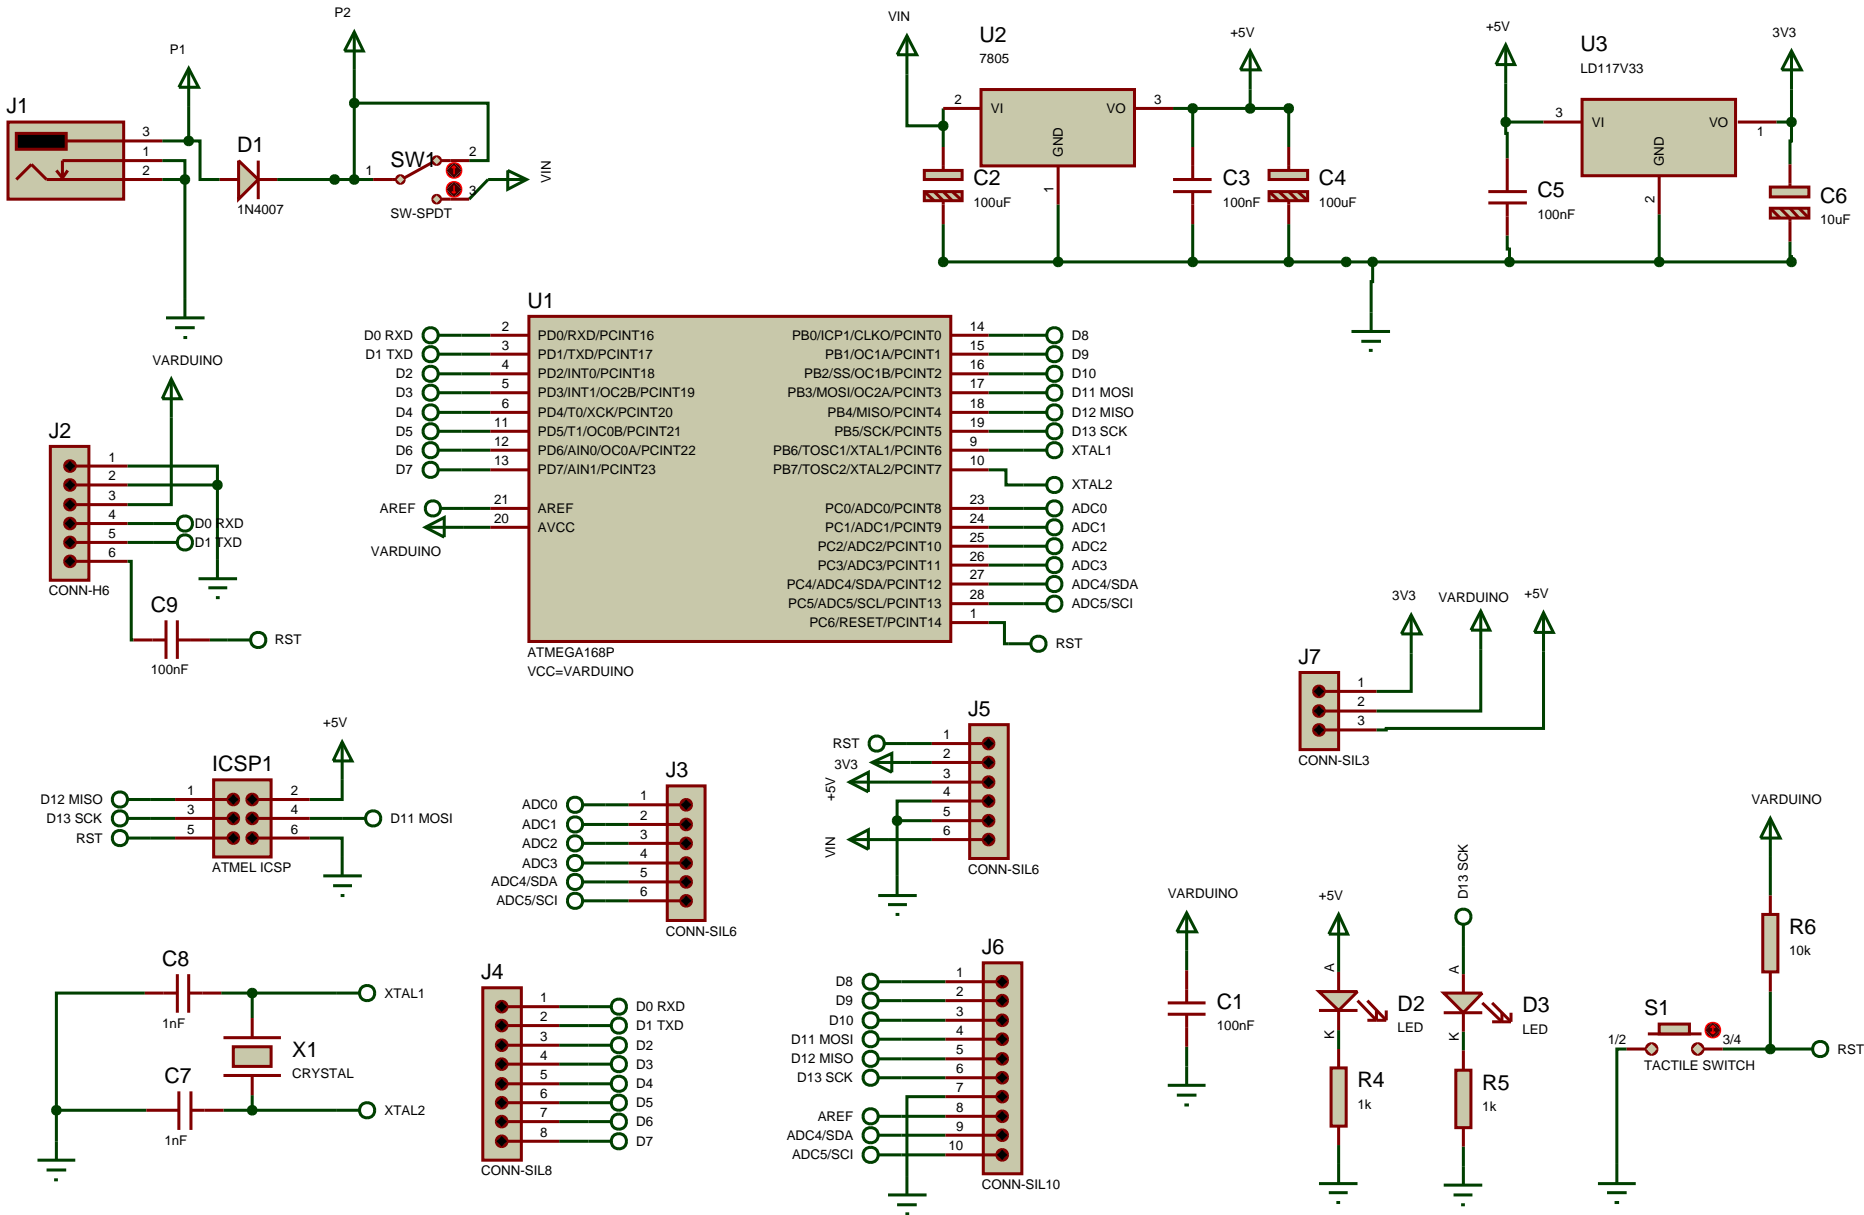 P1
P2
J1
3
1
2
D1
1N4007
1
SW1
2
3
SW-SPDT
VIN
VIN
U2
7805
2
VI
VO
3
GND
1
+5V
C2
100uF
C3
100nF
C4
100uF
+5V
U3
LD117V33
3
VI
VO
1
GND
2
3V3
C5
100nF
C6
10uF
VARDUINO
J2
1
2
3
4
5
6
D0 RXD
D1 TXD
CONN-H6
C9
100nF
RST
U1
D0 RXD 2 PD0/RXD/PCINT16 PB0/ICP1/CLKO/PCINT0 14 D8
D1 TXD 3 PD1/TXD/PCINT17 PB1/OC1A/PCINT1 15 D9
D2 4 PD2/INT0/PCINT18 PB2/SS/OC1B/PCINT2 16 D10
D3 5 PD3/INT1/OC2B/PCINT19 PB3/MOSI/OC2A/PCINT3 17 D11 MOSI
D4 6 PD4/T0/XCK/PCINT20 PB4/MISO/PCINT4 18 D12 MISO
D5 11 PD5/T1/OC0B/PCINT21 PB5/SCK/PCINT5 19 D13 SCK
D6 12 PD6/AIN0/OC0A/PCINT22 PB6/TOSC1/XTAL1/PCINT6 9 XTAL1
D7 13 PD7/AIN1/PCINT23 PB7/TOSC2/XTAL2/PCINT7 10
XTAL2
AREF 21 AREF PC0/ADC0/PCINT8 23 ADC0
20 AVCC PC1/ADC1/PCINT9 24 ADC1
VARDUINO
PC2/ADC2/PCINT10 25 ADC2
PC3/ADC3/PCINT11 26 ADC3
PC4/ADC4/SDA/PCINT12 27 ADC4/SDA
PC5/ADC5/SCL/PCINT13 28 ADC5/SCI
PC6/RESET/PCINT14 1
RST
ATMEGA168P
VCC=VARDUINO
3V3
VARDUINO
+5V
J7
1
2
3
CONN-SIL3
+5V
ICSP1
D12 MISO 1 2
D13 SCK 3 4 D11 MOSI
RST 5 6
ATMEL ICSP
J3
ADC0 1
ADC1 2
ADC2 3
ADC3 4
ADC4/SDA 5
ADC5/SCI 6
CONN-SIL6
J5
RST 1
3V3 2
+5V 3
4
5
VIN 6
CONN-SIL6
C8
1nF
XTAL1
X1
CRYSTAL
C7
1nF
XTAL2
J4
1 D0 RXD
2 D1 TXD
3 D2
4 D3
5 D4
6 D5
7 D6
8 D7
CONN-SIL8
J6
D8 1
D9 2
D10 3
D11 MOSI 4
D12 MISO 5
D13 SCK 6
7
AREF 8
ADC4/SDA 9
ADC5/SCI 10
CONN-SIL10
VARDUINO
C1
100nF
+5V
A
D2
LED
K
R4
1k
D13 SCK
A
D3
LED
K
R5
1k
VARDUINO
R6
10k
S1
1/2
3/4
TACTILE SWITCH
RST